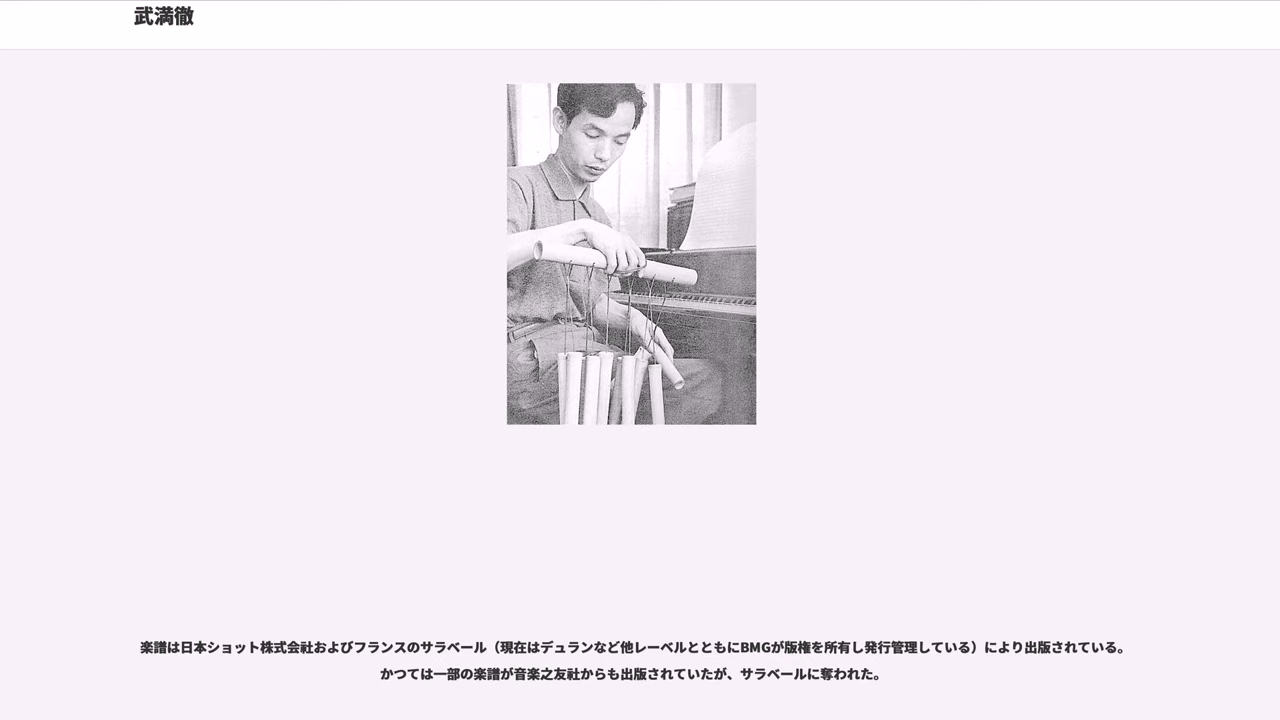 武満徹
楽譜は日本ショット株式会社およびフランスのサラベール（現在はデュランなど他レーベルとともにBMGが版権を所有し発行管理している）により出版されている。
かつては一部の楽譜が音楽之友社からも出版されていたが、サラベールに奪われた。